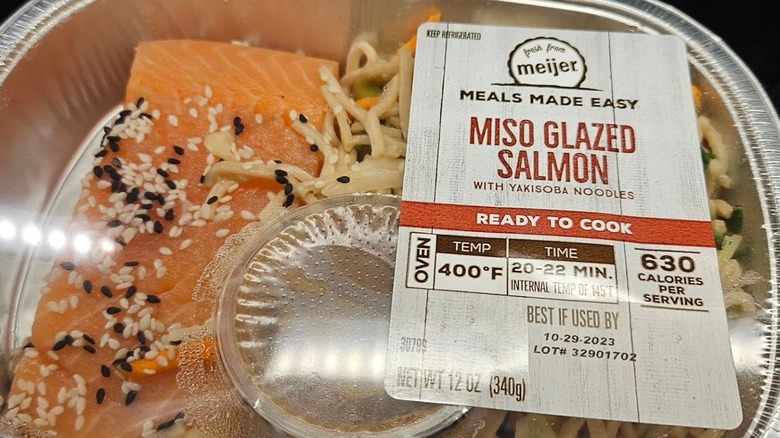 KEEP REFRIGERATED
fresh from
meijer
MEALS MADE EASY
MISO GLAZED
SALMON
WITH YAKISOBA NOODLES
READY TO COOK
OVEN
TEMP
400°F
TIME
20-22 MIN.
INTERNAL TEMP OF 145°F
630
CALORIES
PER
SERVING
BEST IF USED BY
10-29-2023
LOT# 32901702
NET WT 12 OZ (340g)